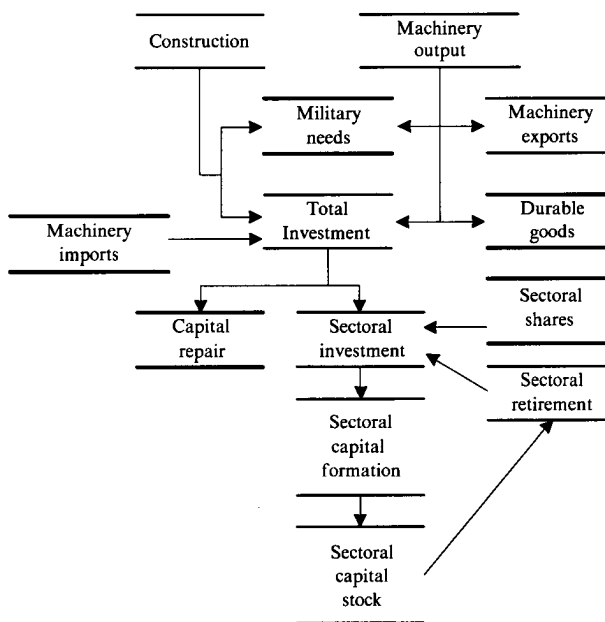 Construction
Machinery
output
Military
needs
Machinery
exports
Machinery
imports
Total
Investment
Durable
goods
Capital
repair
Sectoral
investment
Sectoral
shares
Sectoral
retirement
Sectoral
capital
formation
Sectoral
capital
stock